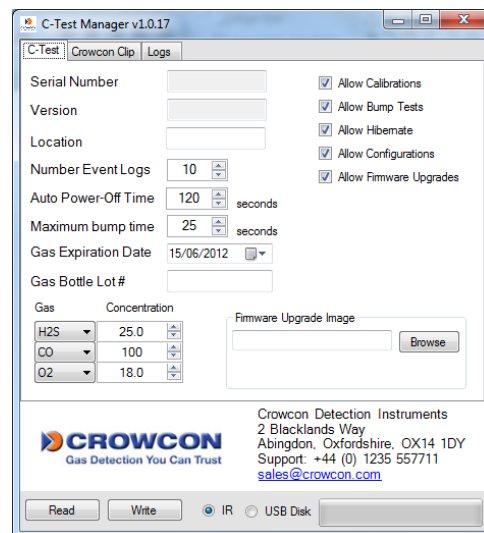 C-Test Manager v1.0.17
C-Test Crowcon Clip Logs
Serial Number
Allow Calibrations
Version
Allow Bump Tests
Location
Allow Hibernate
Allow Configurations
Number Event Logs 10
Allow Firmware Upgrades
Auto Power-Off Time 120 seconds
Maximum bump time 25 seconds
Gas Expiration Date 15/06/2012
Gas Bottle Lot #
Gas Concentration
Firmware Upgrade Image
H2S 25.0
Browse
CO 100
O2 18.0
CROWCON
Gas Detection You Can Trust
Crowcon Detection Instruments
2 Blacklands Way
Abingdon, Oxfordshire, OX14 1DY
Support: +44 (0) 1235 557711
sales@crowcon.com
Read Write IR USB Disk